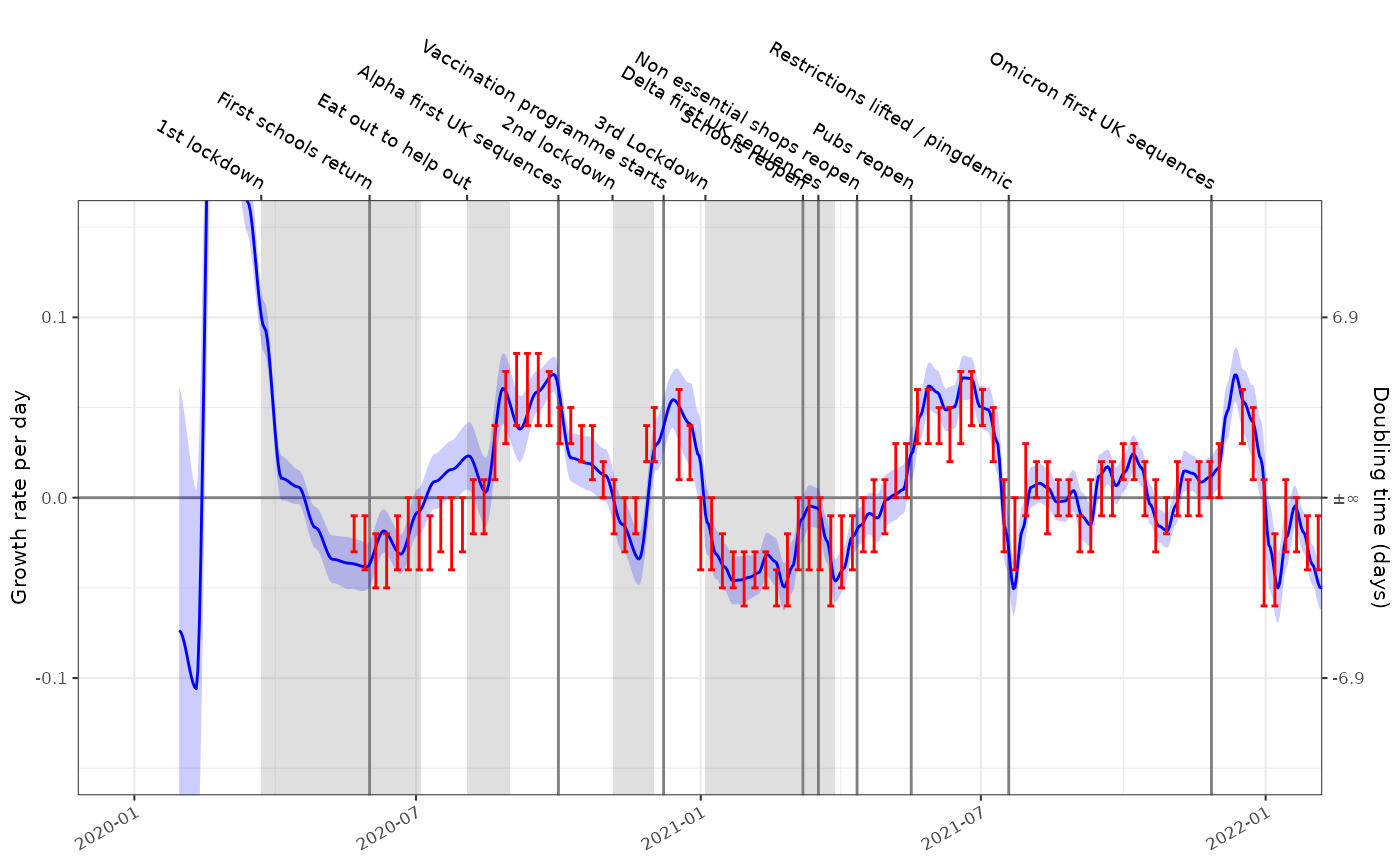 1st lockdown
First schools return
Eat out to help out
Alpha first UK sequences
2nd lockdown
Vaccination programme starts
3rd Lockdown
Schools reopen
Delta first UK sequences
Non essential shops reopen
Pubs reopen
Restrictions lifted / pingdemic
Omicron first UK sequences
Growth rate per day
0.1
0.0
-0.1
6.9
±∞
-6.9
Doubling time (days)
2020-01
2020-07
2021-01
2021-07
2022-01